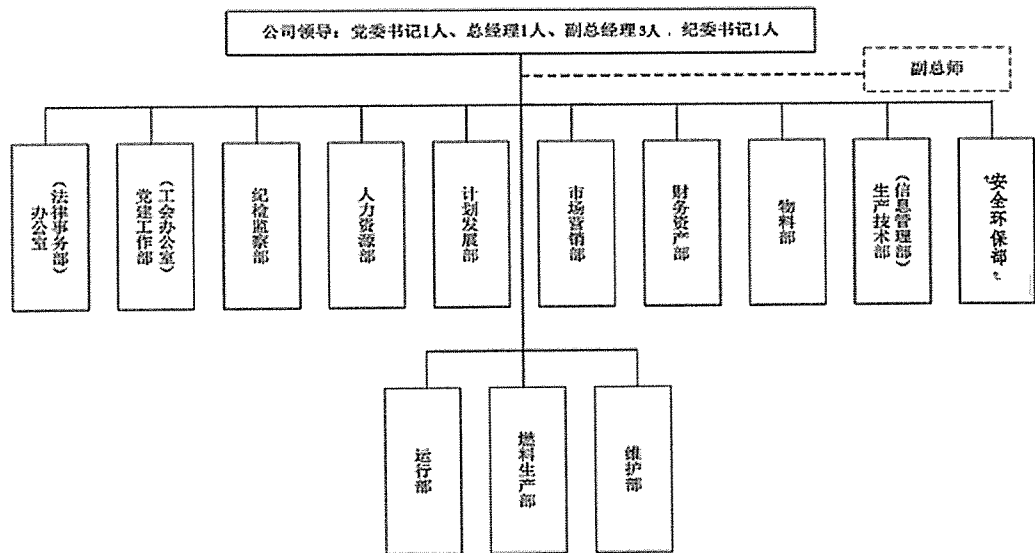 公司领导：党委书记1人、总经理1人、副总经理3人，纪委书记1人
副总师
办公室
（法律事务部）
党建工作部
（工会办公室）
纪检监察部
人力资源部
计划发展部
市场营销部
财务资产部
物料部
生产技术部
（信息管理部）
安全环保部
运行部
燃料生产部
维护部